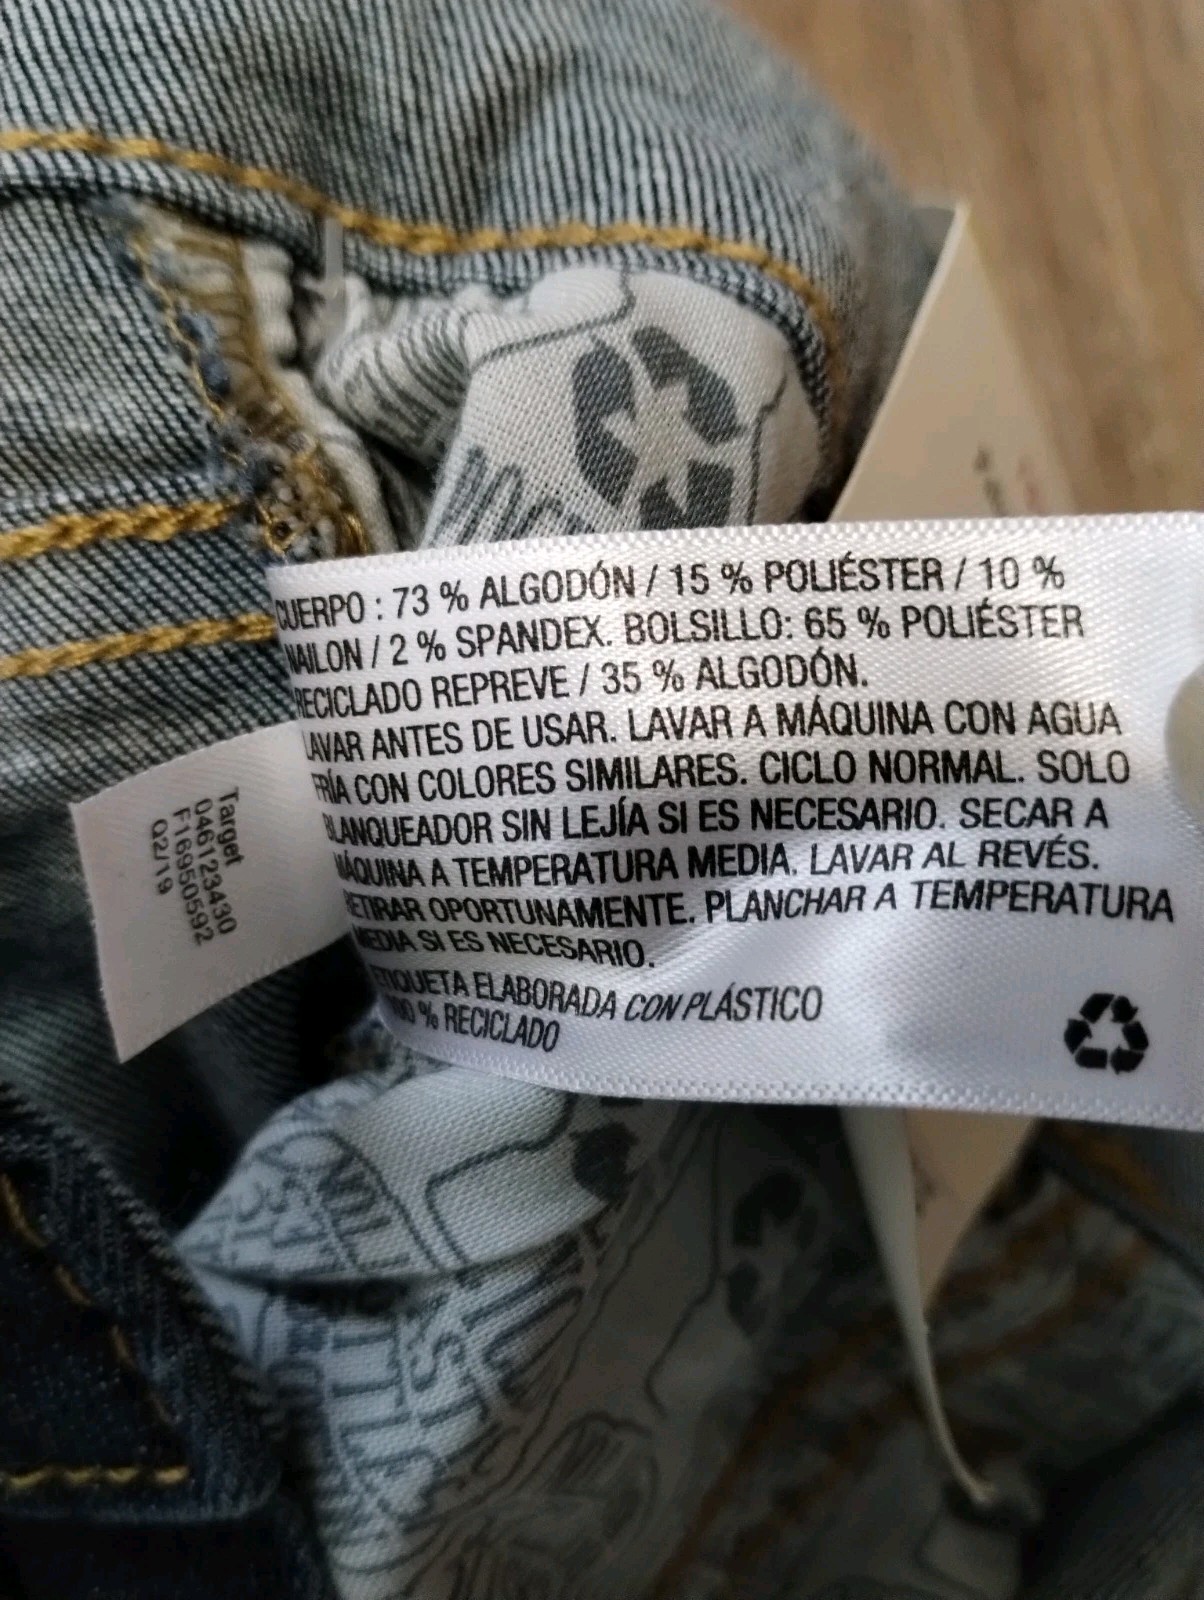 CUERPO : 73 % ALGODÓN / 15 % POLIÉSTER / 10 %
NAILON / 2 % SPANDEX. BOLSILLO: 65 % POLIÉSTER
RECICLADO REPREVE / 35 % ALGODÓN.
LAVAR ANTES DE USAR. LAVAR A MÁQUINA CON AGUA
FRÍA CON COLORES SIMILARES. CICLO NORMAL. SOLO
BLANQUEADOR SIN LEJÍA SI ES NECESARIO. SECAR A
MÁQUINA A TEMPERATURA MEDIA. LAVAR AL REVÉS.
RETIRAR OPORTUNAMENTE. PLANCHAR A TEMPERATURA
MEDIA SI ES NECESARIO.
ETIQUETA ELABORADA CON PLÁSTICO
100 % RECICLADO
Target
046123430
F16950592
Q2/19